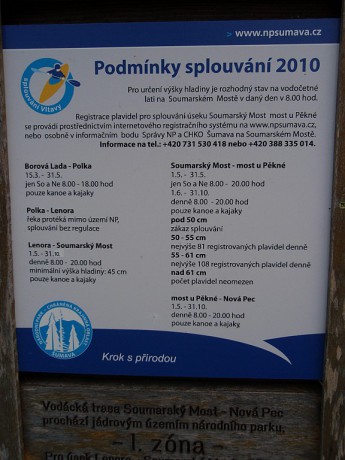 > www.npsumava.cz
splouvání Vltavy
Podmínky splouvání 2010
Pro určení výšky hladiny je rozhodný stav na vodočetné
lati na Soumarském Mostě v daný den v 8.00 hod.
Registrace plavidel pro splouvání úseku Soumarský Most most u Pěkné
se provádí prostřednictvím internetového registračního systému na www.npsumava.cz,
nebo osobně v informačním bodu Správy NP a CHKO Šumava na Soumarském Mostě.
Informace na tel.: +420 731 530 418 nebo +420 388 335 014.
Borová Lada - Polka
15.3. - 31.5.
jen So a Ne 8.00 - 18.00 hod
pouze kanoe a kajaky
Polka - Lenora
řeka protéká mimo území NP,
splouvání bez regulace
Lenora - Soumarský Most
1.5. - 31.10.
denně 8.00 - 20.00 hod
minimální výška hladiny: 45 cm
pouze kanoe a kajaky
Soumarský Most - most u Pěkné
1.5. - 31.5.
jen So a Ne 8.00 - 20.00 hod
1.6. - 31.10.
denně 8.00 - 20.00 hod
pouze kanoe a kajaky
pod 50 cm
zákaz splouvání
50 - 55 cm
nejvýše 81 registrovaných plavidel denně
55 - 61 cm
nejvýše 108 registrovaných plavidel denně
nad 61 cm
počet plavidel neomezen
most u Pěkné - Nová Pec
1.5. - 31.10.
denně 8.00 - 20.00 hod
pouze kanoe a kajaky
ŠUMAVA
Krok s přírodou
Vodácká trasa Soumarský Most - Nová Pec
prochází jádrovým územím národního parku,
- 1. zóna -
Pro úsek Lenora - Soumarský